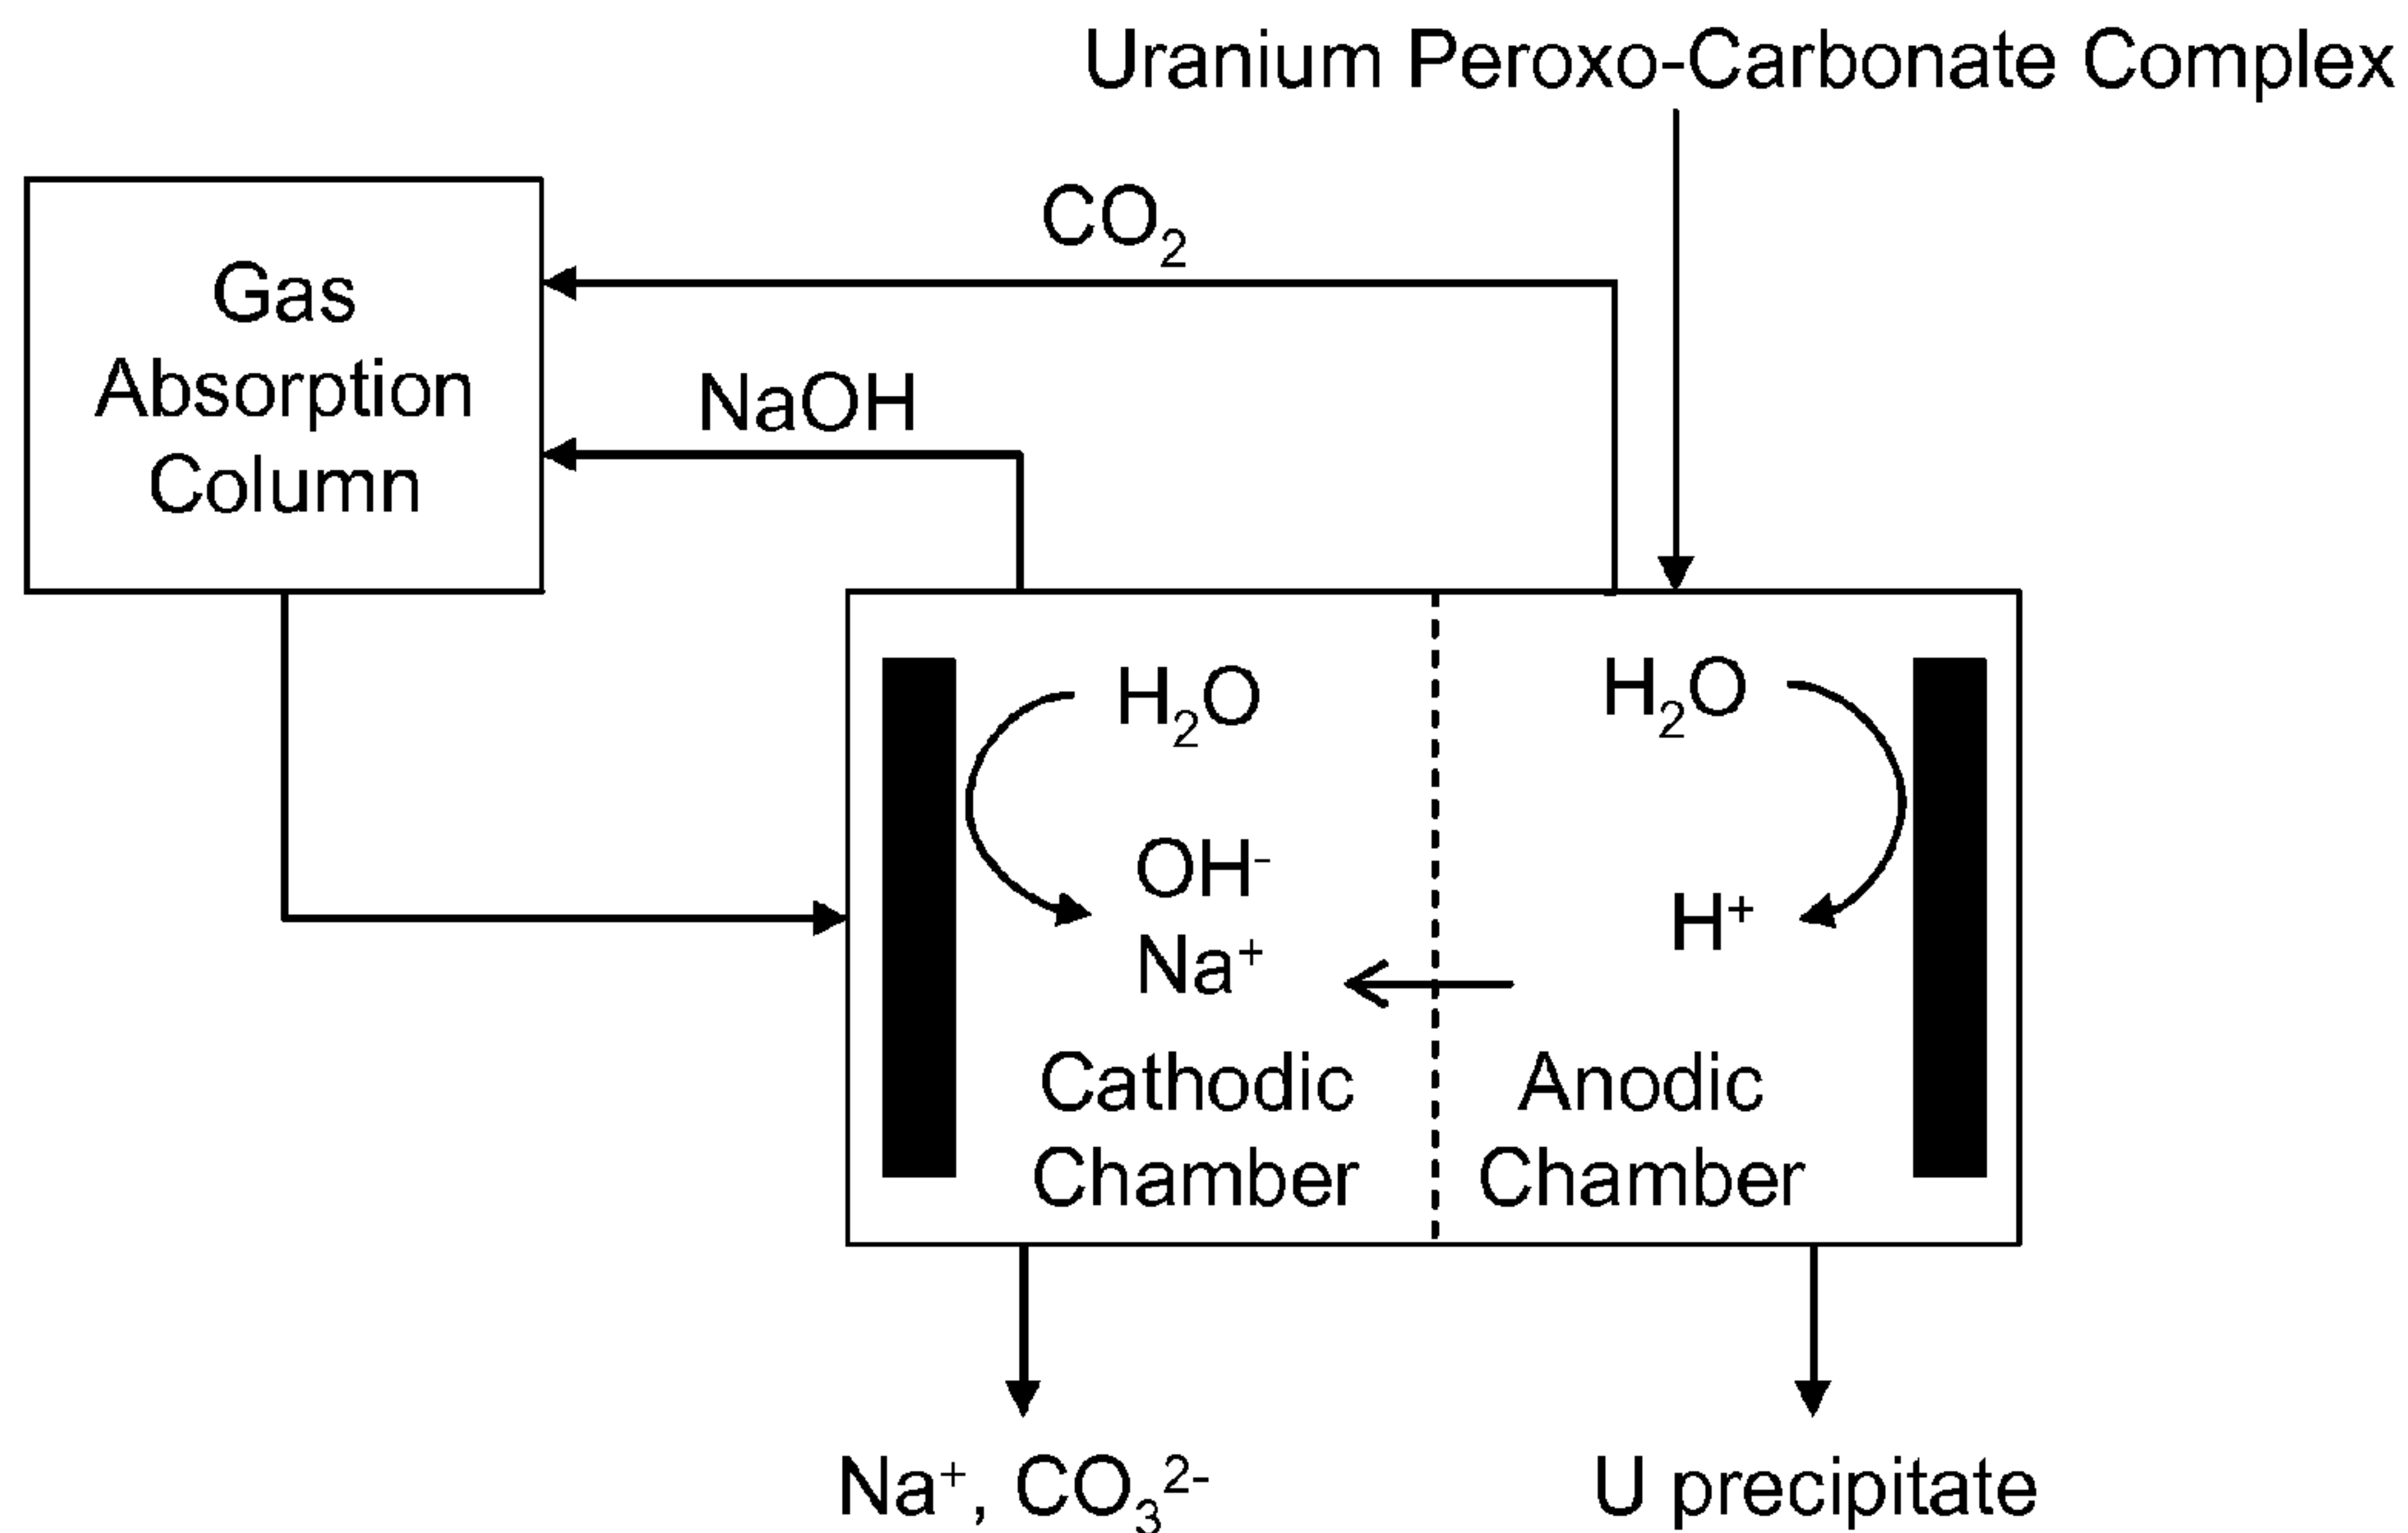 Uranium Peroxo-Carbonate Complex
CO₂
Gas
Absorption
Column
NaOH
H₂O
H₂O
OH⁻
H⁺
Na⁺
Cathodic
Chamber
Anodic
Chamber
Na⁺, CO₃²⁻
U precipitate